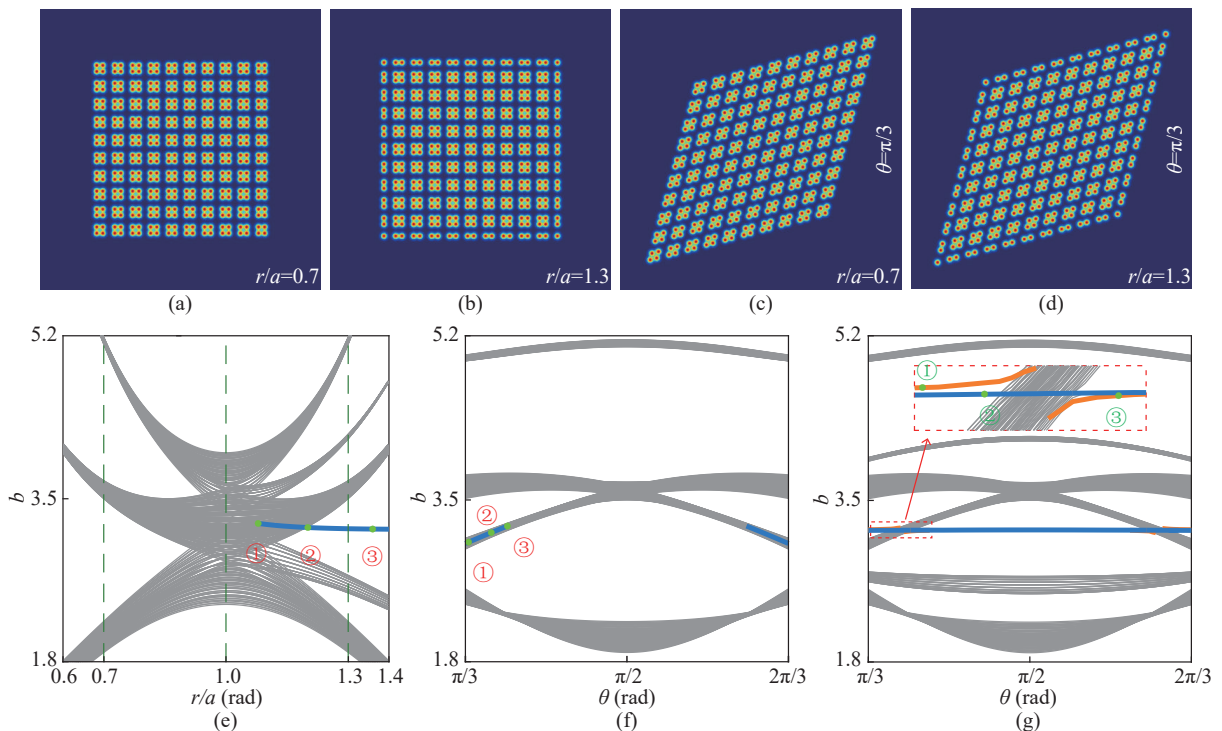 r/a=0.7
r/a=1.3
θ=π/3
r/a=0.7
θ=π/3
r/a=1.3
(a)
(b)
(c)
(d)
5.2
3.5
1.8
b
①
②
③
0.6
0.7
1.0
1.3
1.4
r/a (rad)
(e)
5.2
3.5
1.8
b
②
③
①
π/3
π/2
2π/3
θ (rad)
(f)
5.2
3.5
1.8
b
①
②
③
π/3
π/2
2π/3
θ (rad)
(g)